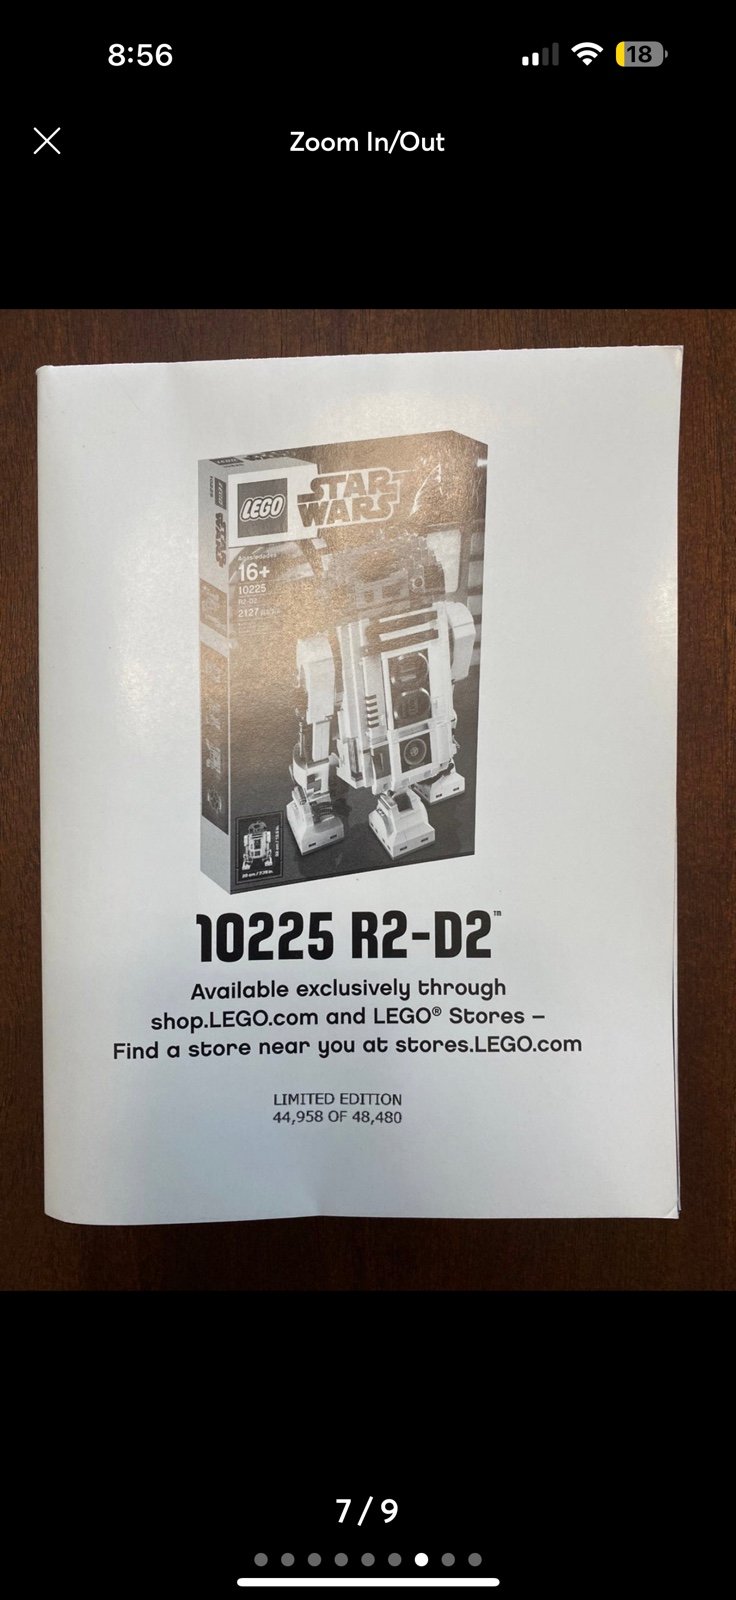 8:56
18
Zoom In/Out
LEGO
STAR
WARS
16+
10225
R2-D2
2127
10225 R2-D2™
Available exclusively through
shop.LEGO.com and LEGO® Stores –
Find a store near you at stores.LEGO.com
LIMITED EDITION
44,958 OF 48,480
7 / 9